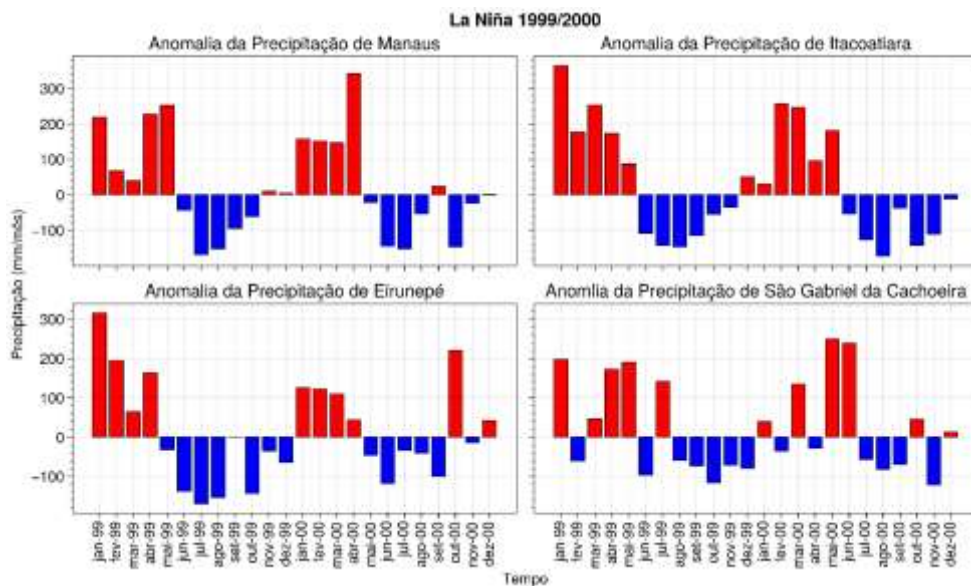 La Niña 1999/2000
Anomalia da Precipitação de Manaus
Anomalia da Precipitação de Itacoatiara
300
200
100
0
−100
Anomalia da Precipitação de Eirunepé
Anomlia da Precipitação de São Gabriel da Cachoeira
300
200
100
0
−100
Precipitação (mm/mês)
jan-99 fev-99 mar-99 abr-99 mai-99 jun-99 jul-99 ago-99 set-99 out-99 nov-99 dez-99 jan-00 fev-00 mar-00 abr-00 mai-00 jun-00 jul-00 ago-00 set-00 out-00 nov-00 dez-00
jan-99 fev-99 mar-99 abr-99 mai-99 jun-99 jul-99 ago-99 set-99 out-99 nov-99 dez-99 jan-00 fev-00 mar-00 abr-00 mai-00 jun-00 jul-00 ago-00 set-00 out-00 nov-00 dez-00
Tempo